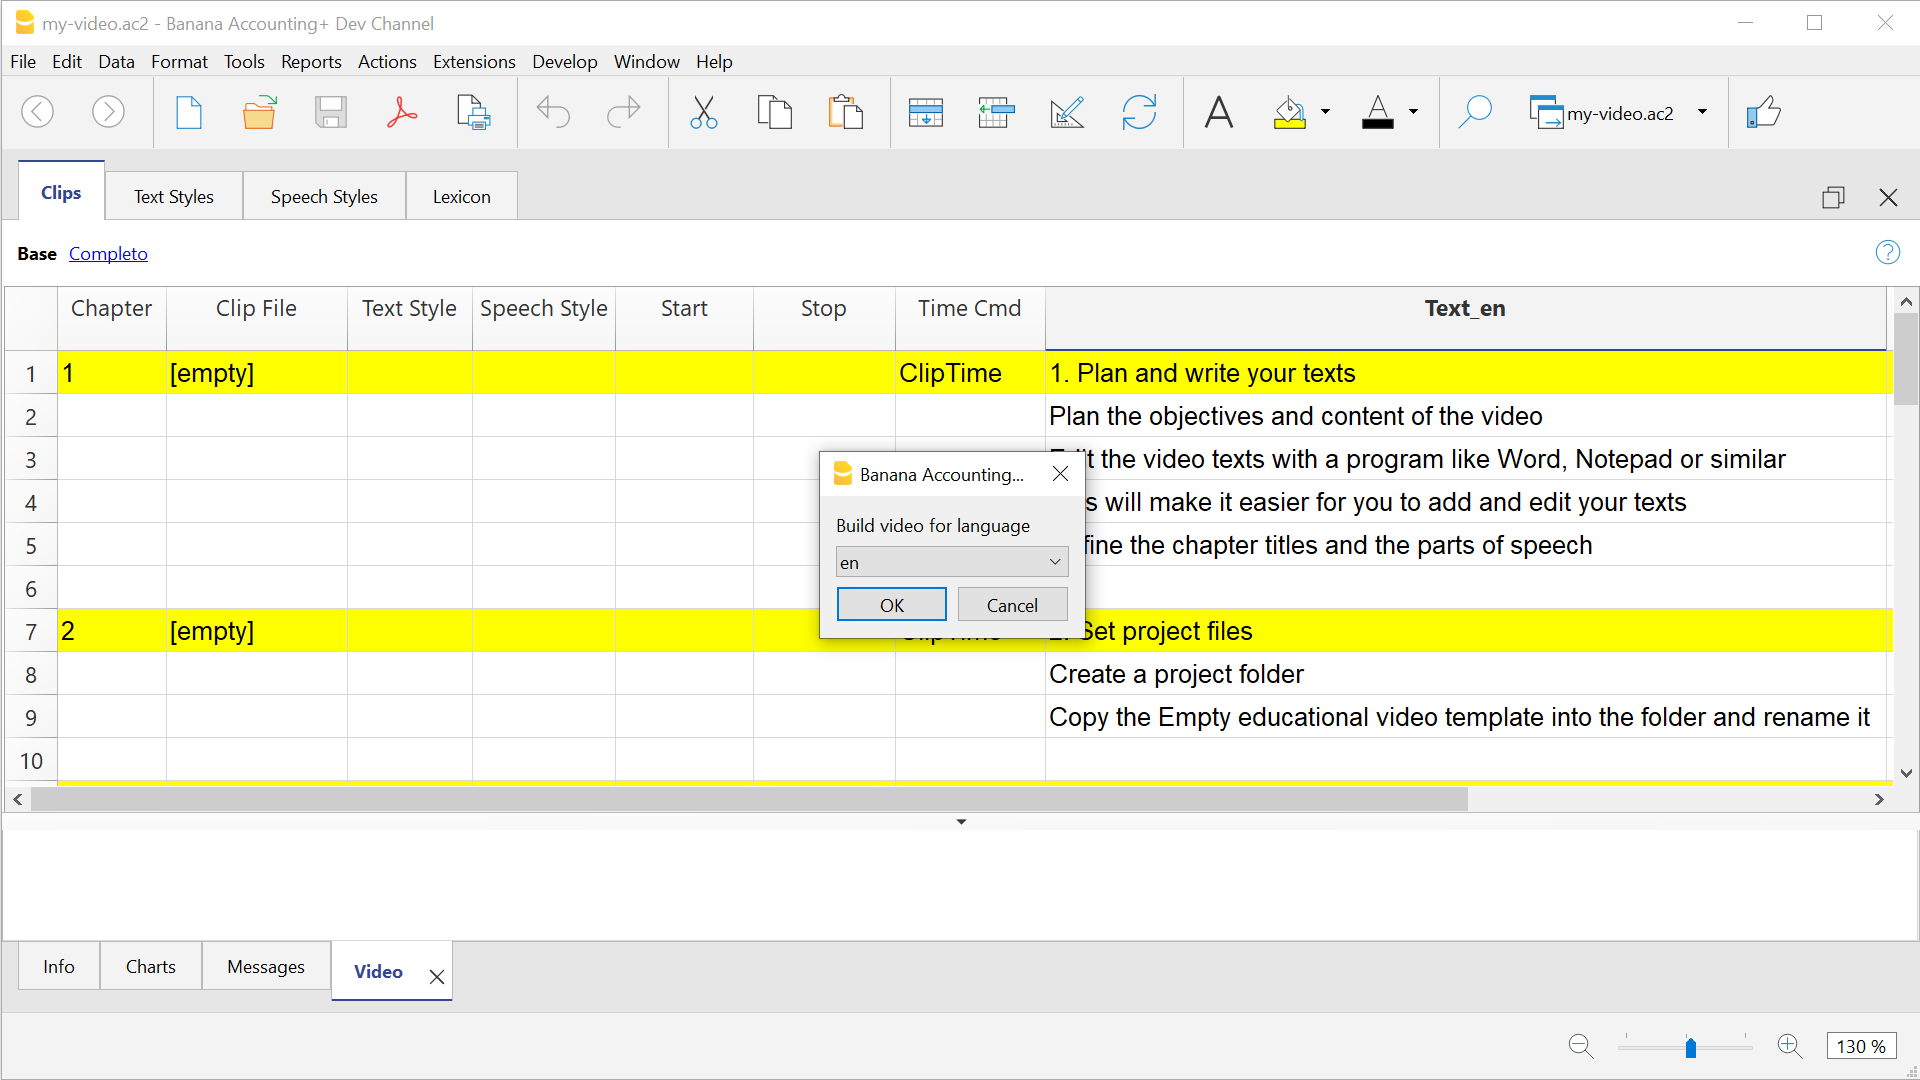 my-video.ac2 - Banana Accounting+ Dev Channel
File Edit Data Format Tools Reports Actions Extensions Develop Window Help
my-video.ac2
Clips Text Styles Speech Styles Lexicon
Base Completo
Chapter Clip File Text Style Speech Style Start Stop Time Cmd Text_en
1 1 [empty] ClipTime 1. Plan and write your texts
2 Plan the objectives and content of the video
3 the video texts with a program like Word, Notepad or similar
4 will make it easier for you to add and edit your texts
5 the chapter titles and the parts of speech
6
7 2 [empty] Set project files
8 Create a project folder
9 Copy the Empty educational video template into the folder and rename it
10
Banana Accounting...
Build video for language
en
OK Cancel
Info Charts Messages Video
130 %